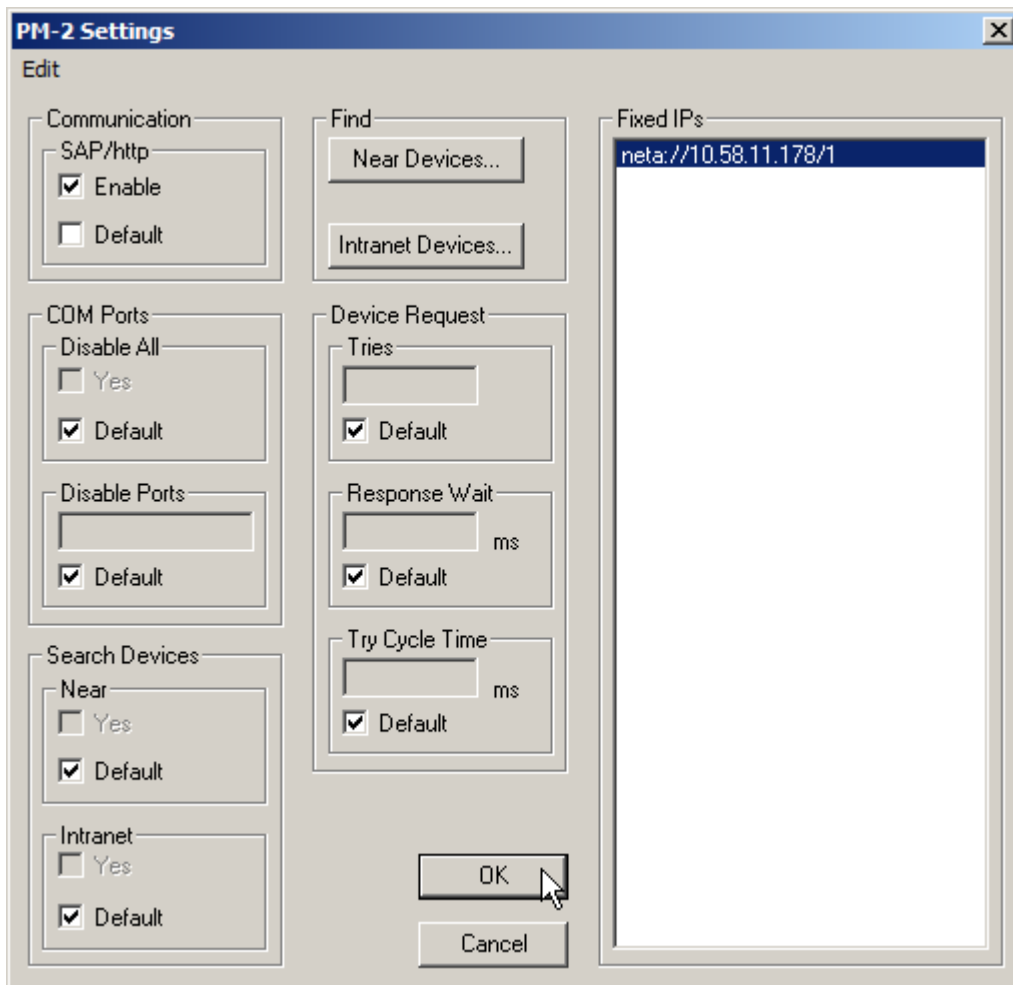 PM-2 Settings
Edit
Communication
SAP/http
Enable
Default
COM Ports
Disable All
Yes
Default
Disable Ports
Default
Search Devices
Near
Yes
Default
Intranet
Yes
Default
Find
Near Devices...
Intranet Devices...
Device Request
Tries
Default
Response Wait
ms
Default
Try Cycle Time
ms
Default
OK
Cancel
Fixed IPs
neta://10.58.11.178/1